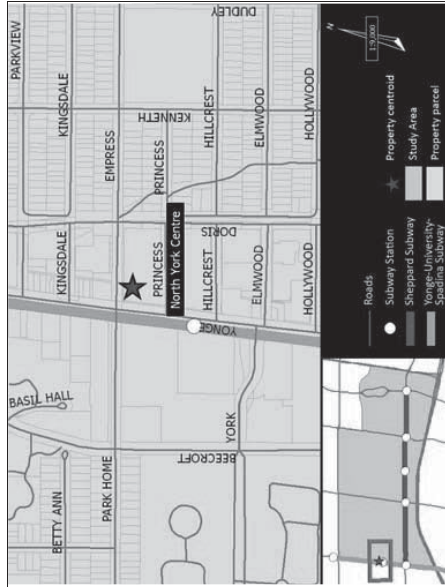 PARKVIEW
KINGSDALE
EMPRESS
PRINCESS
HILLCREST
ELMWOOD
HOLLYWOOD
DUDLEY
KENNETH
DORIS
KINGSDALE
PRINCESS
North York Centre
HILLCREST
ELMWOOD
HOLLYWOOD
YONGE
BASIL HALL
YORK
BEECROFT
BETTY ANN
PARK HOME
N
1:9,000
Roads
Subway Station
Sheppard Subway
Yonge-University-
Spadina Subway
Property centroid
Study Area
Property parcel